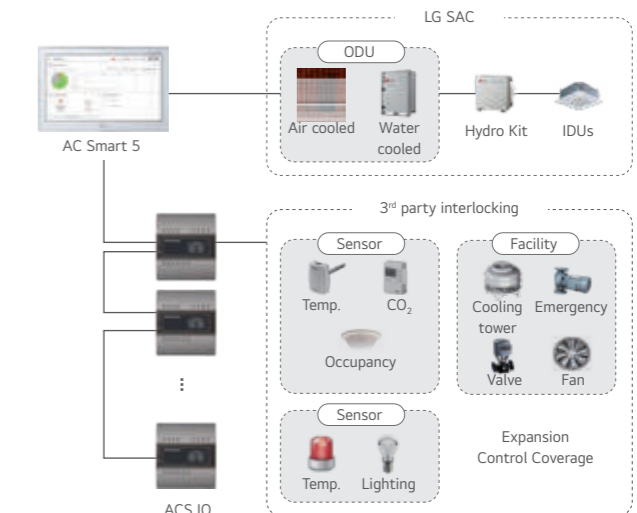 LG SAC
ODU
Air cooled
Water
cooled
Hydro Kit
IDUs
AC Smart 5
3rd party interlocking
Sensor
Temp.
CO2
Occupancy
Facility
Cooling
tower
Emergency
Valve
Fan
Sensor
Temp.
Lighting
Expansion
Control Coverage
ACS IO